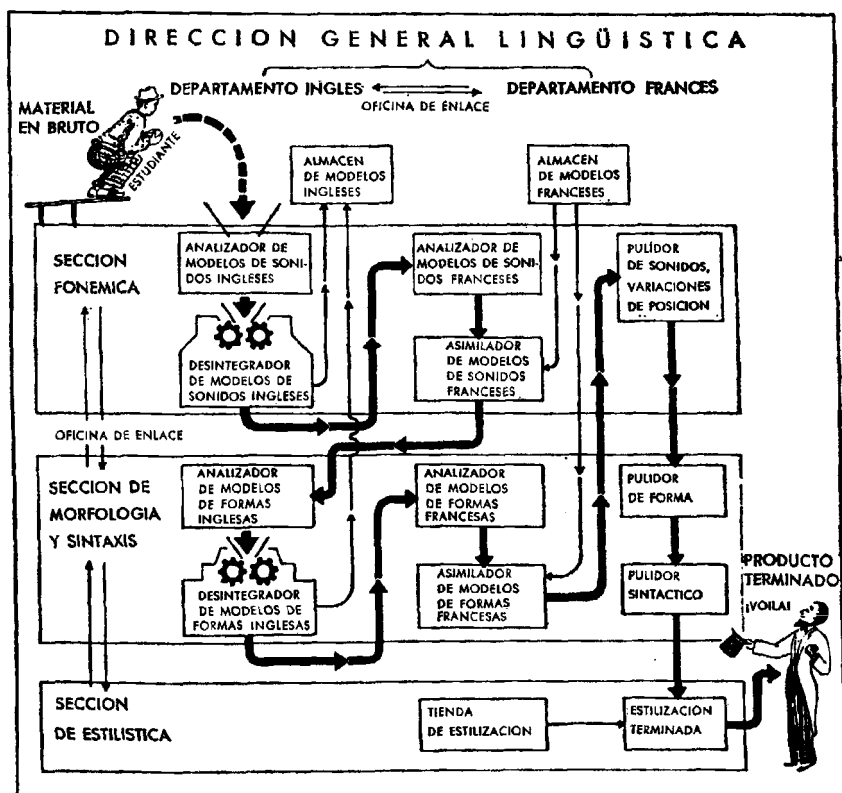 DIRECCION GENERAL LINGÜISTICA
DEPARTAMENTO INGLES
DEPARTAMENTO FRANCES
OFICINA DE ENLACE
MATERIAL
EN BRUTO
ESTUDIANTE
ALMACEN
DE MODELOS
INGLESES
ALMACEN
DE MODELOS
FRANCESES
SECCION
FONEMICA
ANALIZADOR DE
MODELOS DE SONI-
DOS INGLESES
ANALIZADOR DE
MODELOS DE SONI-
DOS FRANCESES
PULIDOR
DE SONIDOS,
VARIACIONES
DE POSICION
DESINTEGRADOR
DE MODELOS DE
SONIDOS INGLESES
ASIMILADOR
DE MODELOS
DE SONIDOS
FRANCESES
OFICINA DE ENLACE
SECCION DE
MORFOLOGIA
Y SINTAXIS
ANALIZADOR
DE MODELOS
DE FORMAS
INGLESAS
ANALIZADOR
DE MODELOS
DE FORMAS
FRANCESAS
PULIDOR
DE FORMA
DESINTEGRADOR
DE MODELOS DE
FORMAS INGLESAS
ASIMILADOR
DE MODELOS
DE FORMAS
FRANCESAS
PULIDOR
SINTACTICO
PRODUCTO
TERMINADO
¡VOILA!
SECCION
DE ESTILISTICA
TIENDA
DE ESTILIZACION
ESTILIZACION
TERMINADA